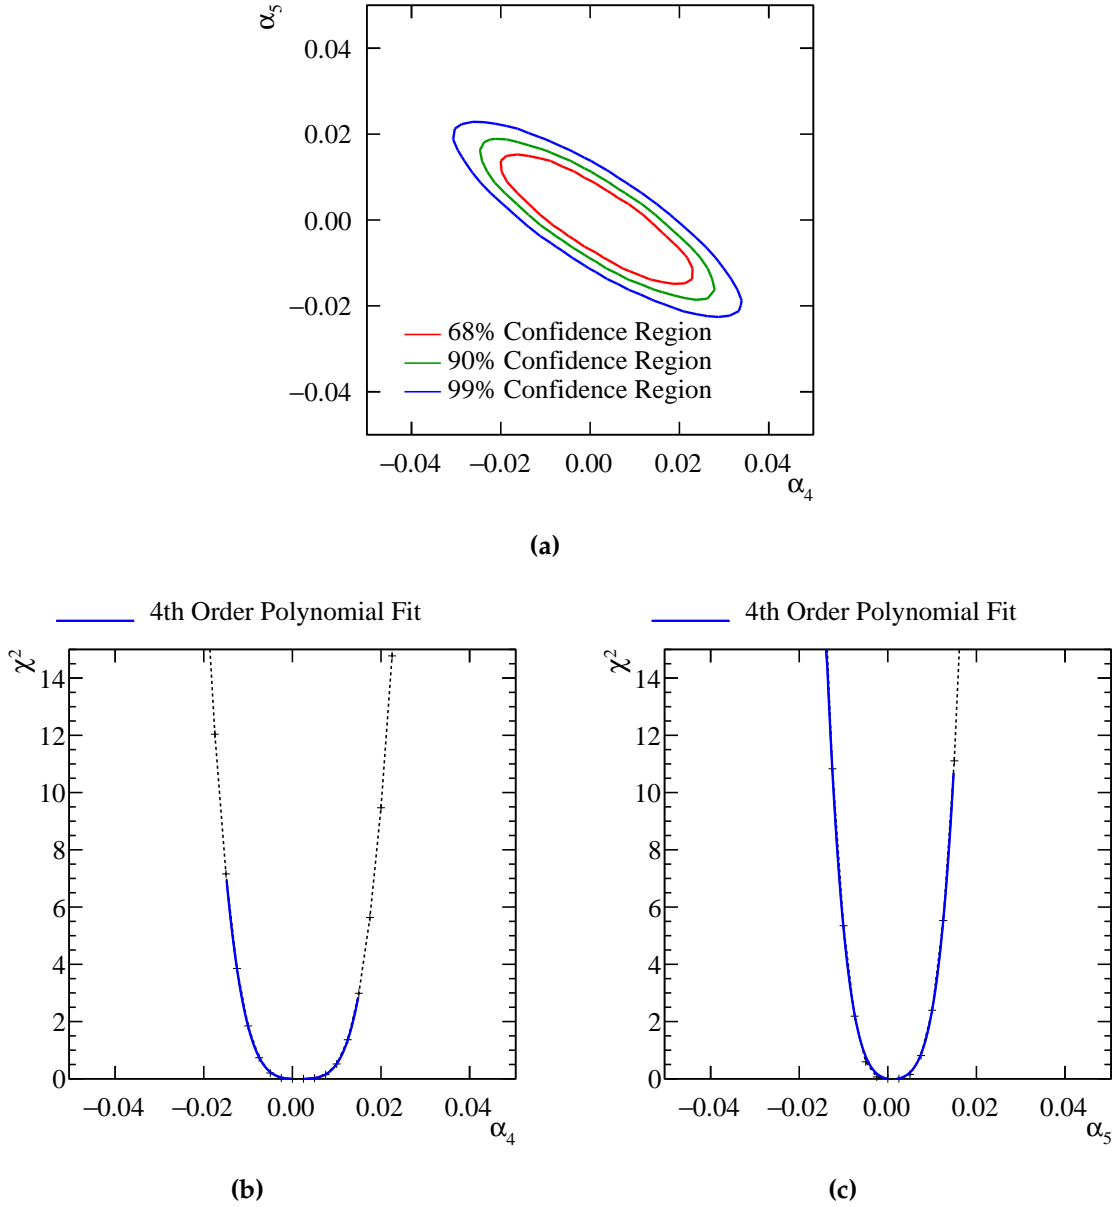 α5
0.04
0.02
0.00
−0.02
−0.04
68% Confidence Region
90% Confidence Region
99% Confidence Region
−0.04 −0.02 0.00 0.02 0.04
α4
(a)
4th Order Polynomial Fit
χ2
14
12
10
8
6
4
2
0
−0.04 −0.02 0.00 0.02 0.04
α4
(b)
4th Order Polynomial Fit
χ2
14
12
10
8
6
4
2
0
−0.04 −0.02 0.00 0.02 0.04
α5
(c)